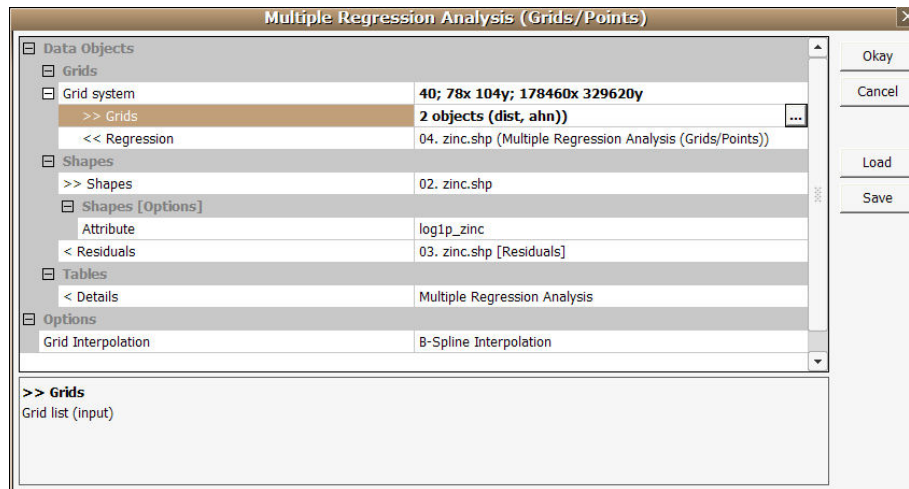 Multiple Regression Analysis (Grids/Points)
Data Objects
Grids
Grid system 40; 78x 104y; 178460x 329620y
>> Grids 2 objects (dist, ahn)) ...
<< Regression 04. zinc.shp (Multiple Regression Analysis (Grids/Points))
Shapes
>> Shapes 02. zinc.shp
Shapes [Options]
Attribute log1p_zinc
< Residuals 03. zinc.shp [Residuals]
Tables
< Details Multiple Regression Analysis
Options
Grid Interpolation B-Spline Interpolation
>> Grids
Grid list (input)
Okay
Cancel
Load
Save